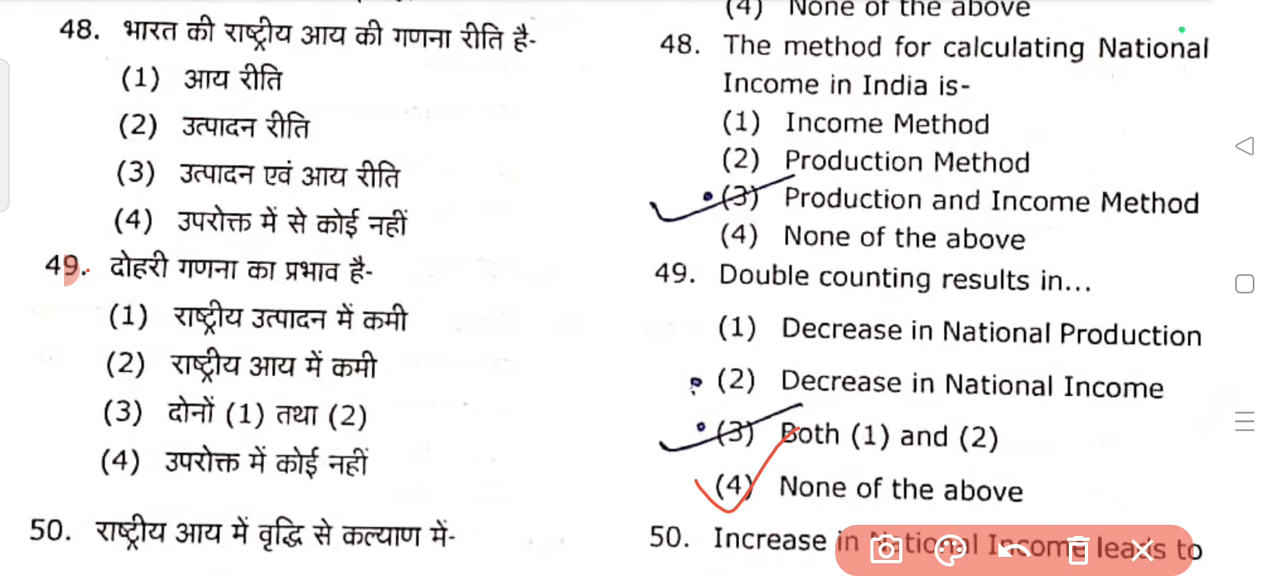 48. भारत की राष्ट्रीय आय की गणना रीति है-
(1) आय रीति
(2) उत्पादन रीति
(3) उत्पादन एवं आय रीति
(4) उपरोक्त में से कोई नहीं
49. दोहरी गणना का प्रभाव है-
(1) राष्ट्रीय उत्पादन में कमी
(2) राष्ट्रीय आय में कमी
(3) दोनों (1) तथा (2)
(4) उपरोक्त में कोई नहीं
50. राष्ट्रीय आय में वृद्धि से कल्याण में-
(4) None of the above
48. The method for calculating National
Income in India is-
(1) Income Method
(2) Production Method
(3) Production and Income Method
(4) None of the above
49. Double counting results in...
(1) Decrease in National Production
(2) Decrease in National Income
(3) Both (1) and (2)
(4) None of the above
50. Increase in National Income leads to